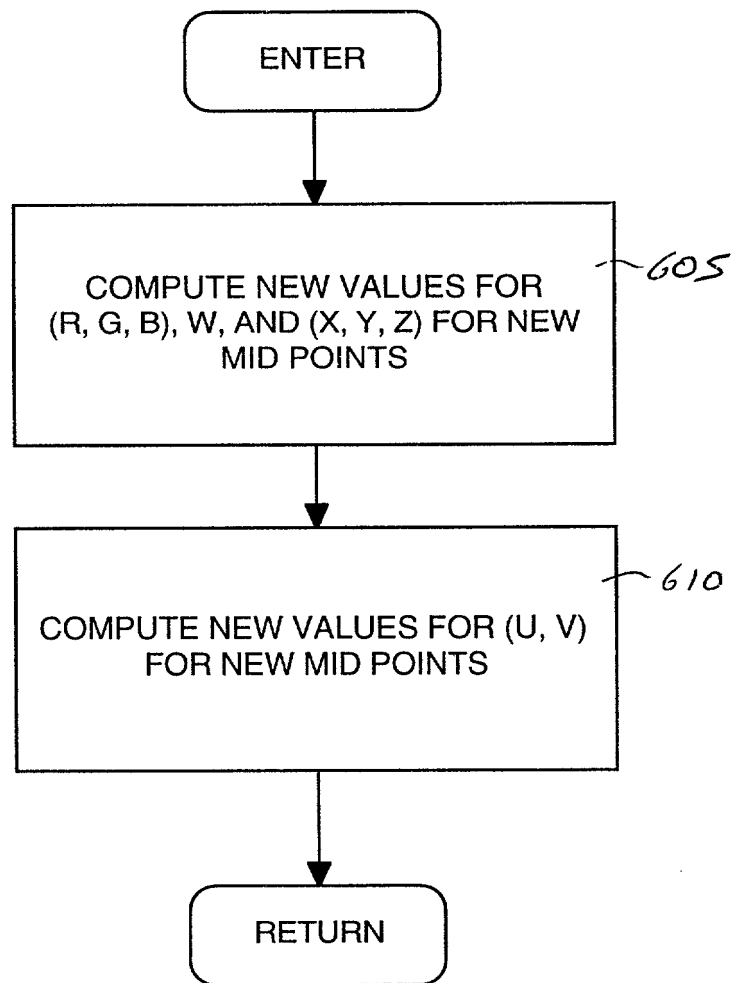 ENTER
COMPUTE NEW VALUES FOR
(R, G, B), W, AND (X, Y, Z) FOR NEW
MID POINTS
605
COMPUTE NEW VALUES FOR (U, V)
FOR NEW MID POINTS
610
RETURN